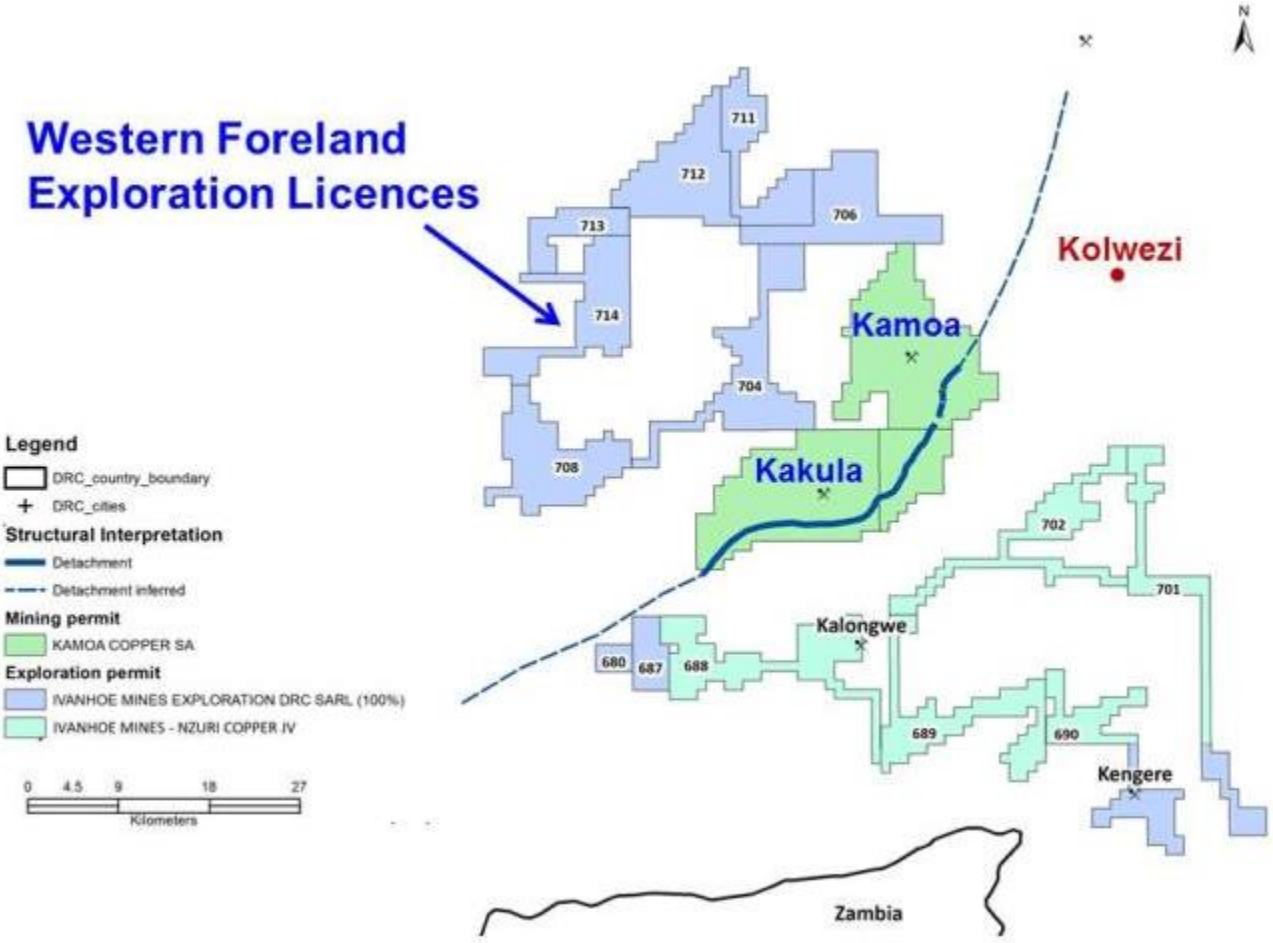 N
Western Foreland
Exploration Licences
711
712
706
713
Kolwezi
714
Kamoa
704
Kakula
708
702
701
Kalongwe
680
687
688
689
690
Kengere
Zambia
Legend
DRC_country_boundary
DRC_cities
Structural Interpretation
Detachment
Detachment inferred
Mining permit
KAMOA COPPER SA
Exploration permit
IVANHOE MINES EXPLORATION DRC SARL (100%)
IVANHOE MINES - NZURI COPPER JV
0 4.5 9 18 27
Kilometers